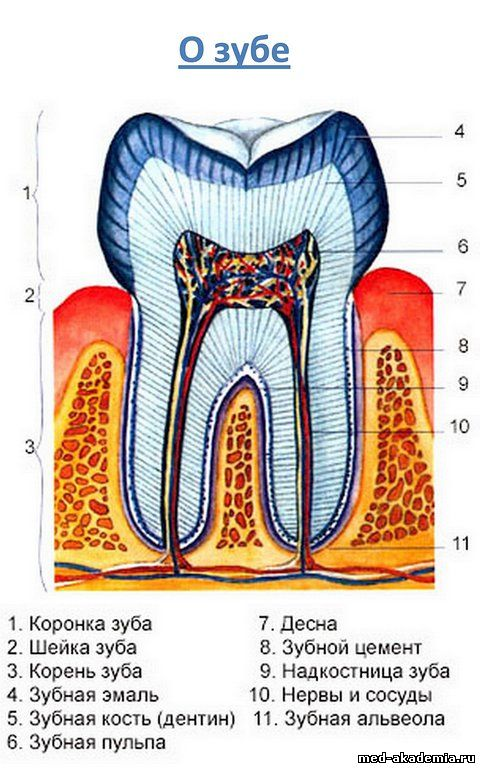 О зубе
1
2
3
4
5
6
7
8
9
10
11
1. Коронка зуба
2. Шейка зуба
3. Корень зуба
4. Зубная эмаль
5. Зубная кость (дентин)
6. Зубная пульпа
7. Десна
8. Зубной цемент
9. Надкостница зуба
10. Нервы и сосуды
11. Зубная альвеола
med-akademia.ru